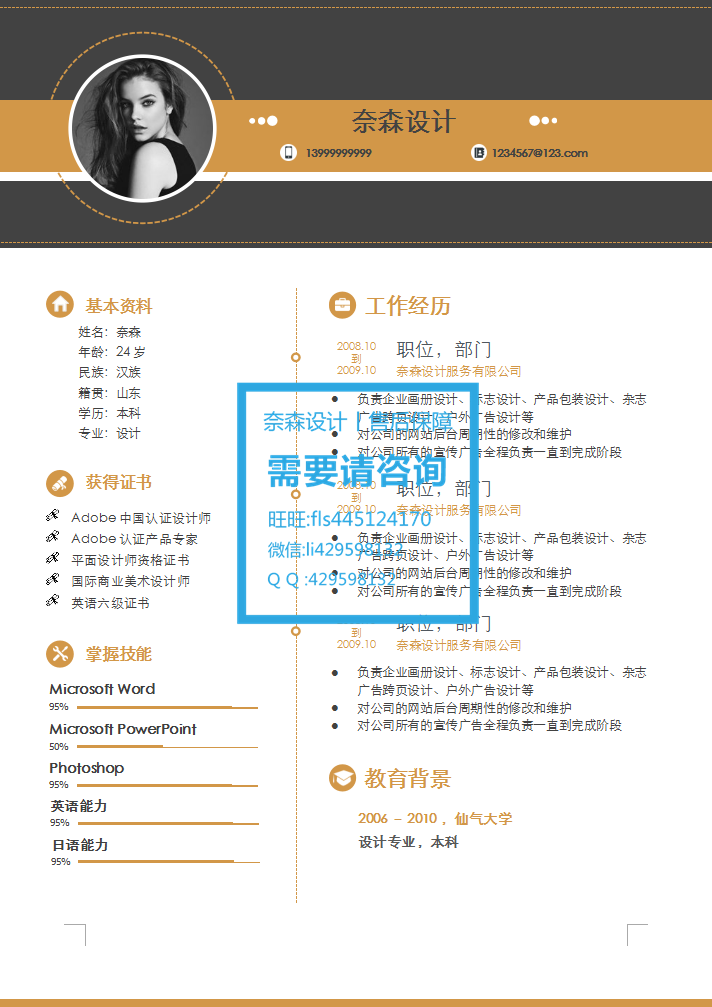 奈森设计
13999999999
1234567@123.com
基本资料
姓名：奈森
年龄：24 岁
民族：汉族
籍贯：山东
学历：本科
专业：设计
获得证书
Adobe 中国认证设计师
Adobe 认证产品专家
平面设计师资格证书
国际商业美术设计师
英语六级证书
掌握技能
Microsoft Word
95%
Microsoft PowerPoint
50%
Photoshop
95%
英语能力
95%
日语能力
95%
工作经历
2008.10
到
2009.10
职位，部门
奈森设计服务有限公司
● 负责企业画册设计、标志设计、产品包装设计、杂志
广告跨页设计、户外广告设计等
● 对公司的网站后台周期性的修改和维护
● 对公司所有的宣传广告全程负责一直到完成阶段
到
2009.10
职位，部门
奈森设计服务有限公司
● 负责企业画册设计、标志设计、产品包装设计、杂志
广告跨页设计、户外广告设计等
● 对公司的网站后台周期性的修改和维护
● 对公司所有的宣传广告全程负责一直到完成阶段
到
2009.10
职位，部门
奈森设计服务有限公司
● 负责企业画册设计、标志设计、产品包装设计、杂志
广告跨页设计、户外广告设计等
● 对公司的网站后台周期性的修改和维护
● 对公司所有的宣传广告全程负责一直到完成阶段
教育背景
2006 – 2010 ，仙气大学
设计专业，本科
奈森设计丨售后保障
需要请咨询
旺旺:fls445124170
微信:li429598132
Q Q :429598132